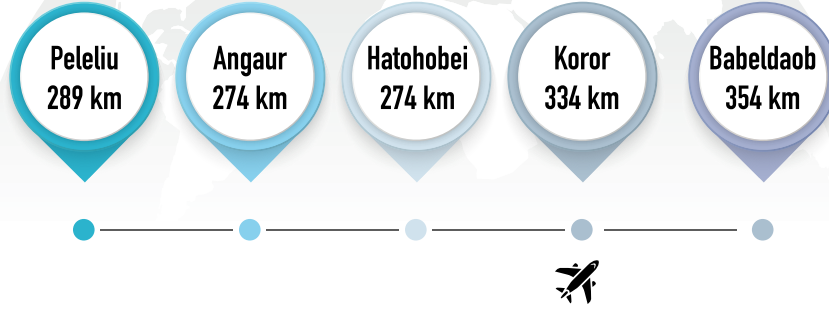 Peleliu
289 km
Angaur
274 km
Hatohobei
274 km
Koror
334 km
Babeldaob
354 km